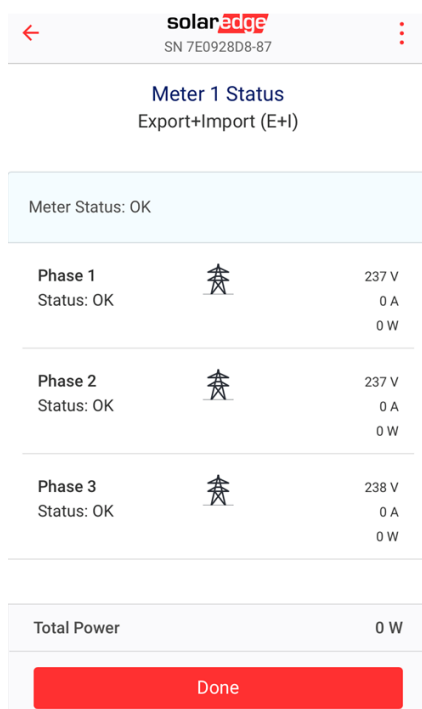 solaredge
SN 7E0928D8-87
Meter 1 Status
Export+Import (E+I)
Meter Status: OK
Phase 1
Status: OK
237 V
0 A
0 W
Phase 2
Status: OK
237 V
0 A
0 W
Phase 3
Status: OK
238 V
0 A
0 W
Total Power 0 W
Done